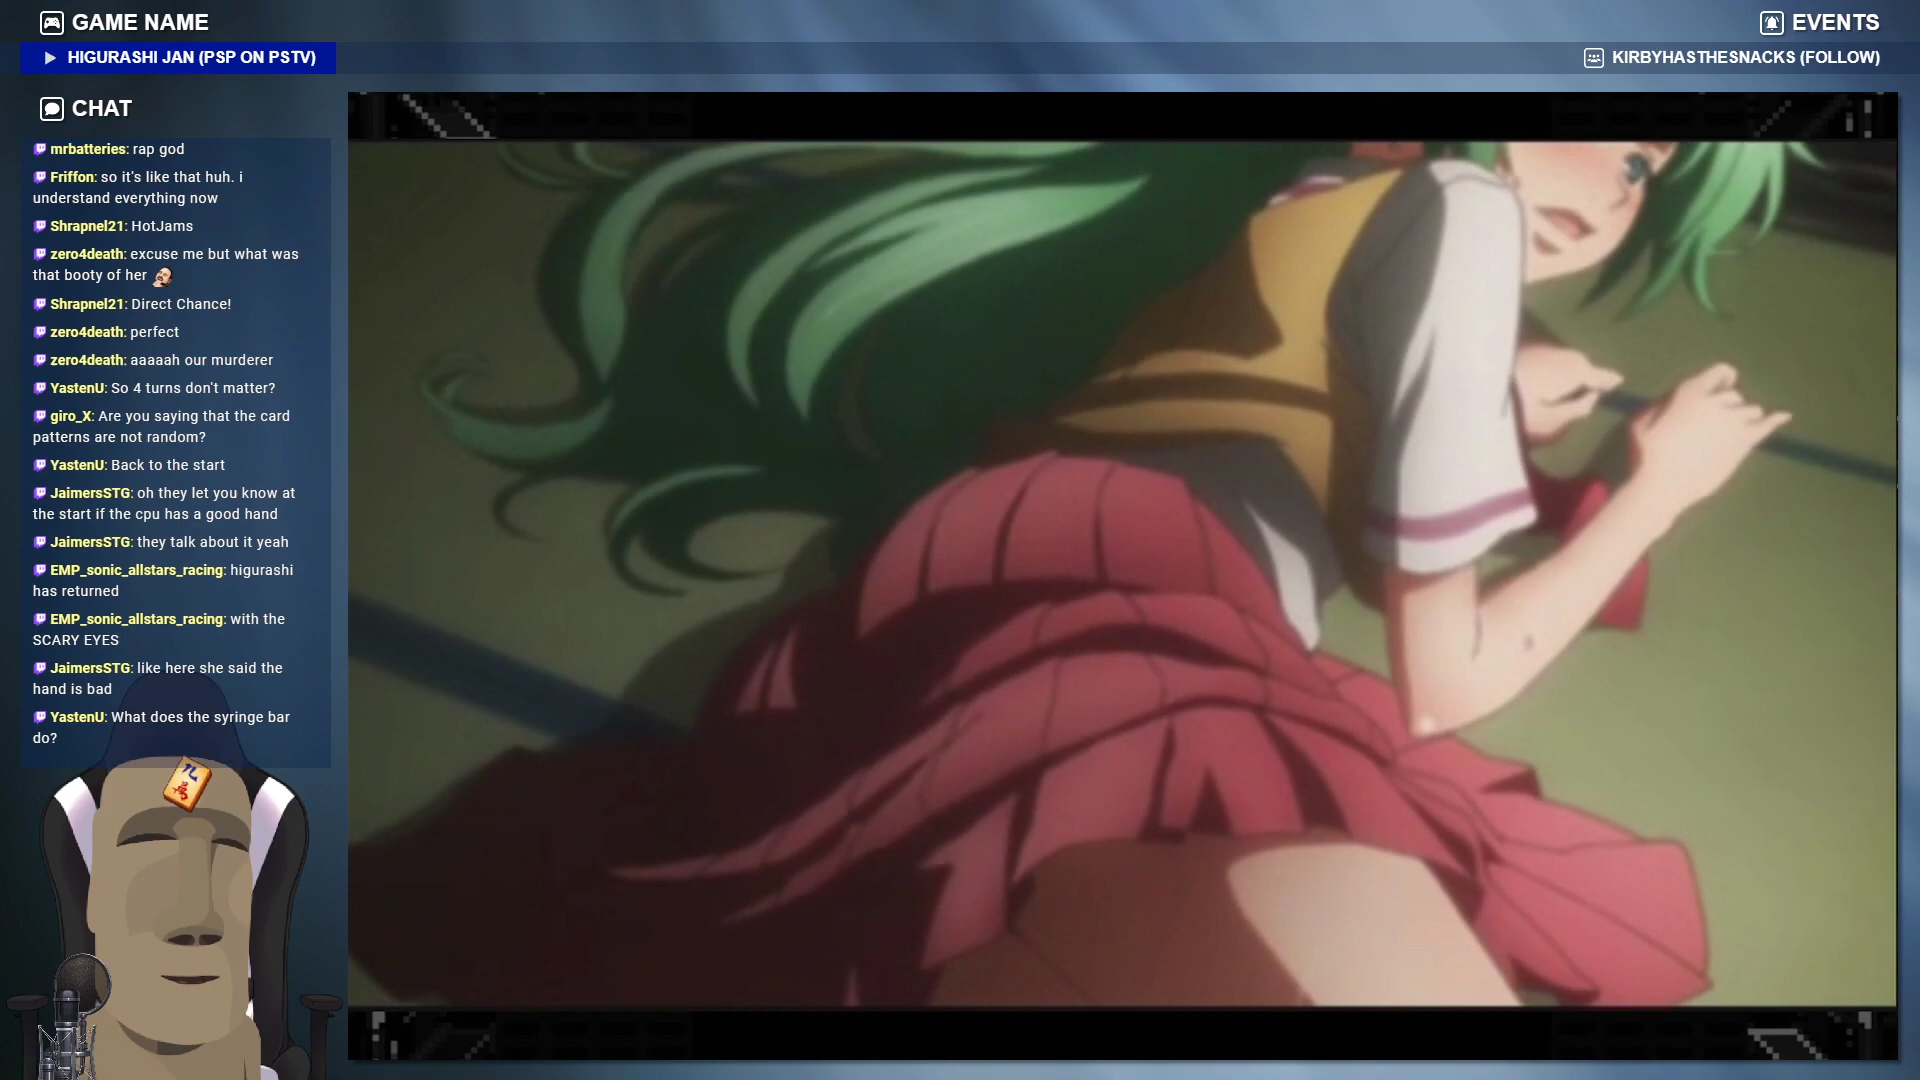 GAME NAME
HIGURASHI JAN (PSP ON PSTV)
EVENTS
KIRBYHASTHESNACKS (FOLLOW)
CHAT
mrbatteries: rap god
Friffon: so it's like that huh. i
understand everything now
Shrapnel21: HotJams
zero4death: excuse me but what was
that booty of her
Shrapnel21: Direct Chance!
zero4death: perfect
zero4death: aaaaah our murderer
YastenU: So 4 turns don't matter?
giro_X: Are you saying that the card
patterns are not random?
YastenU: Back to the start
JaimersSTG: oh they let you know at
the start if the cpu has a good hand
JaimersSTG: they talk about it yeah
EMP_sonic_allstars_racing: higurashi
has returned
EMP_sonic_allstars_racing: with the
SCARY EYES
JaimersSTG: like here she said the
hand is bad
YastenU: What does the syringe bar
do?
九
萬